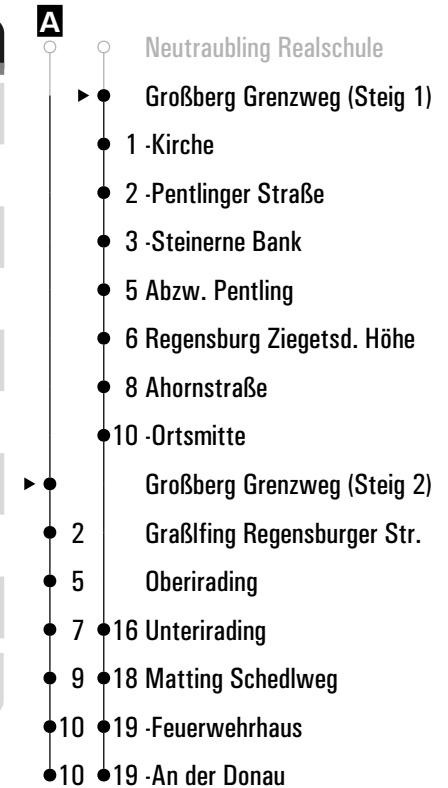 A
Neutraubling Realschule
Großberg Grenzweg (Steig 1)
1 -Kirche
2 -Pentlinger Straße
3 -Steinerne Bank
5 Abzw. Pentling
6 Regensburg Ziegetsd. Höhe
8 Ahornstraße
10 -Ortsmitte
Großberg Grenzweg (Steig 2)
2 Graßlfing Regensburger Str.
5 Oberirading
7 16 Unterirading
9 18 Matting Schedlweg
10 19 -Feuerwehrhaus
10 19 -An der Donau